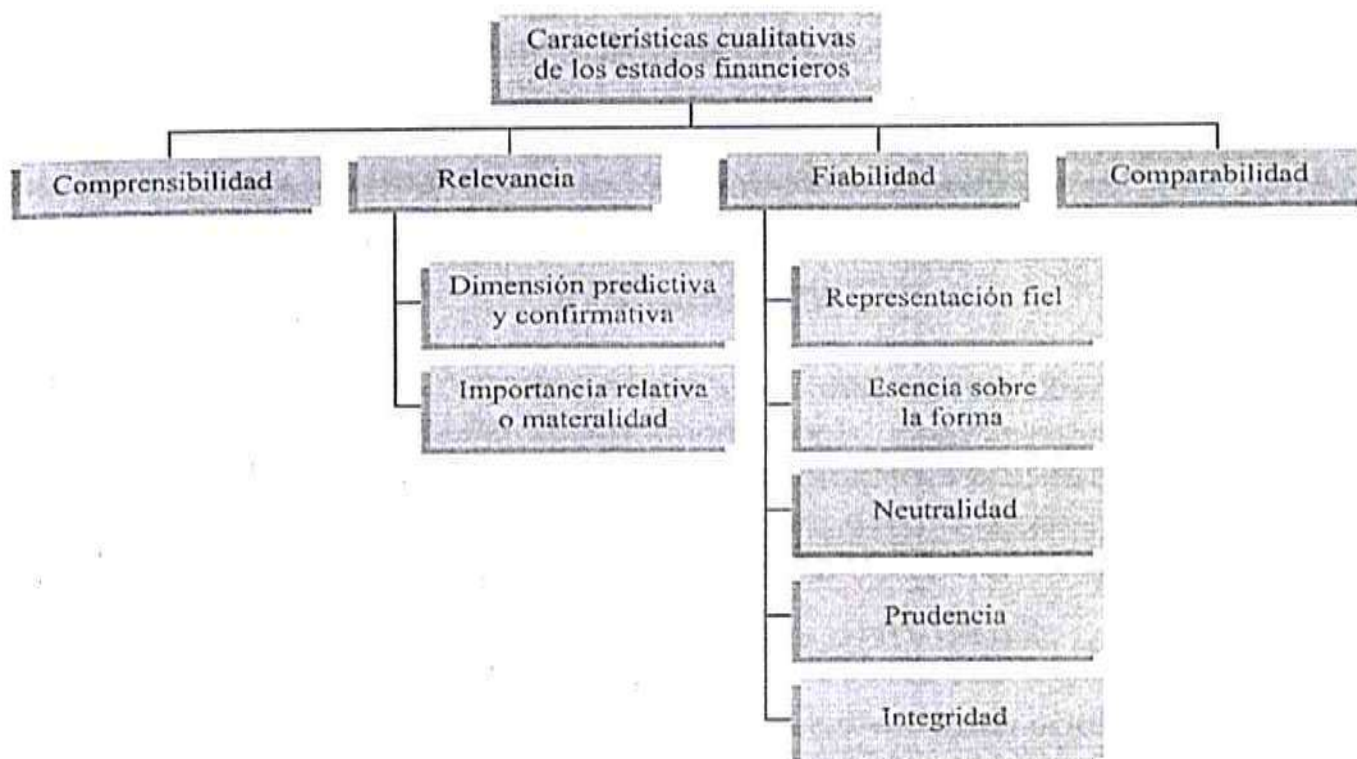 Características cualitativas
de los estados financieros
Comprensibilidad
Relevancia
Fiabilidad
Comparabilidad
Dimensión predictiva
y confirmativa
Importancia relativa
o materalidad
Representación fiel
Esencia sobre
la forma
Neutralidad
Prudencia
Integridad